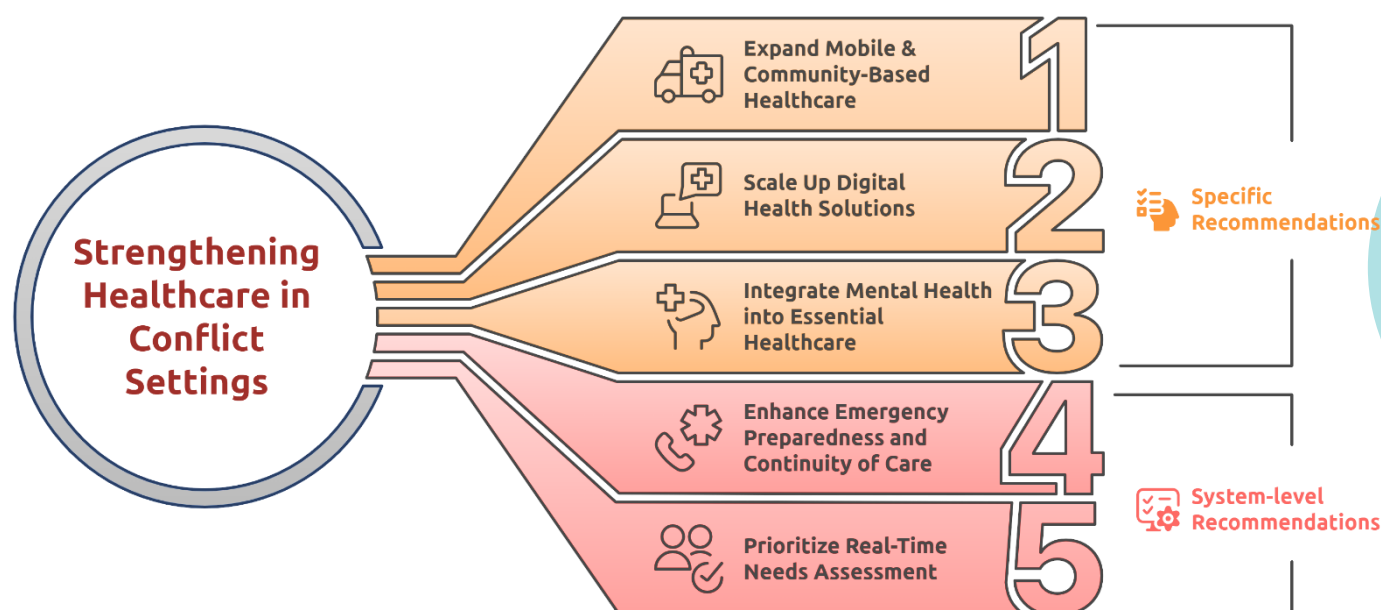 Strengthening
Healthcare in
Conflict
Settings
Expand Mobile &
Community-Based
Healthcare
1
Scale Up Digital
Health Solutions
2
Integrate Mental Health
into Essential
Healthcare
3
Enhance Emergency
Preparedness and
Continuity of Care
4
Prioritize Real-Time
Needs Assessment
5
Specific
Recommendations
System-level
Recommendations